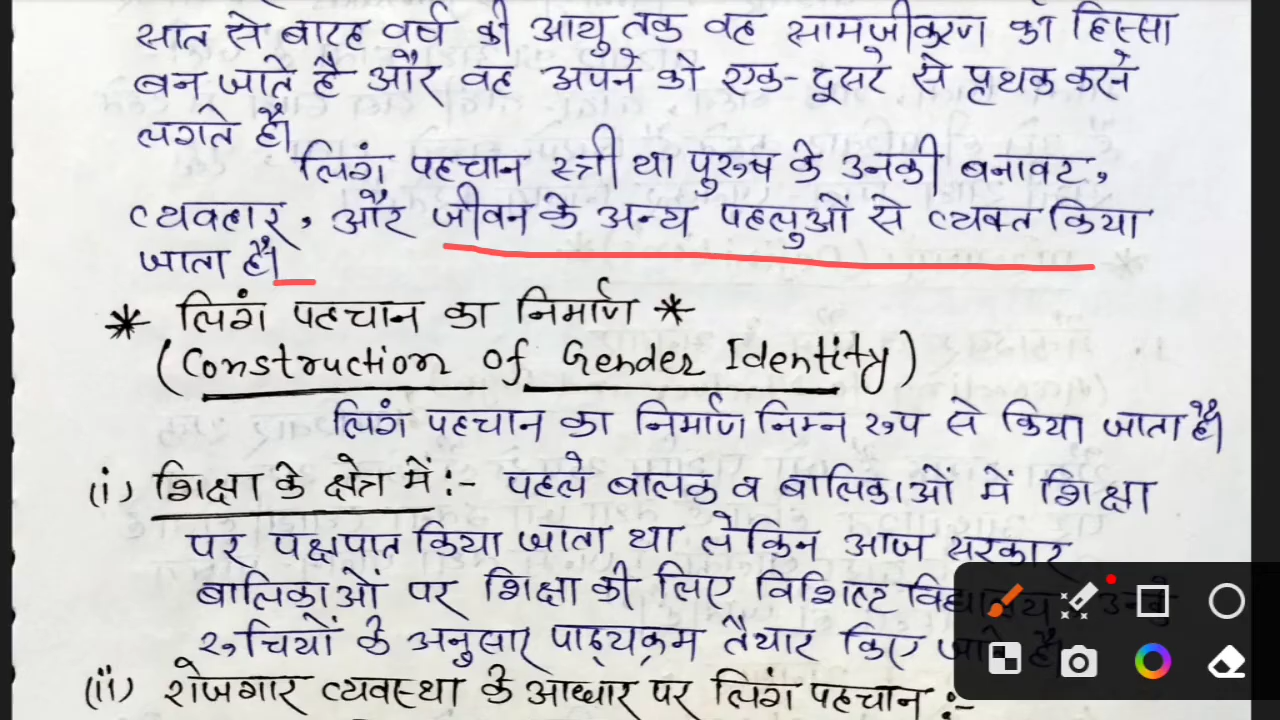 सात से बारह वर्ष की आयु तक वह सामजीकरण का हिस्सा
बन जाते है और वह अपने को एक-दूसरे से पृथक करने
लगते है।
लिंग पहचान स्त्री था पुरुष के उनकी बनावट,
व्यवहार, और जीवन के अन्य पहलुओं से व्यक्त किया
जाता है।
* लिंग पहचान का निर्माण *
(Construction of Gender Identity)
लिंग पहचान का निर्माण निम्न रूप से किया जाता है।
(i) शिक्षा के क्षेत्र में :- पहले बालक व बालिकाओं में शिक्षा
पर पक्षपात किया जाता था लेकिन आज सरकार
बालिकाओं पर शिक्षा की लिए विशिष्ट विद्यालय उनके
रुचियों के अनुसार पाठ्यक्रम तैयार किए जाते है।
(ii) रोजगार व्यवस्था के आधार पर लिंग पहचान :-